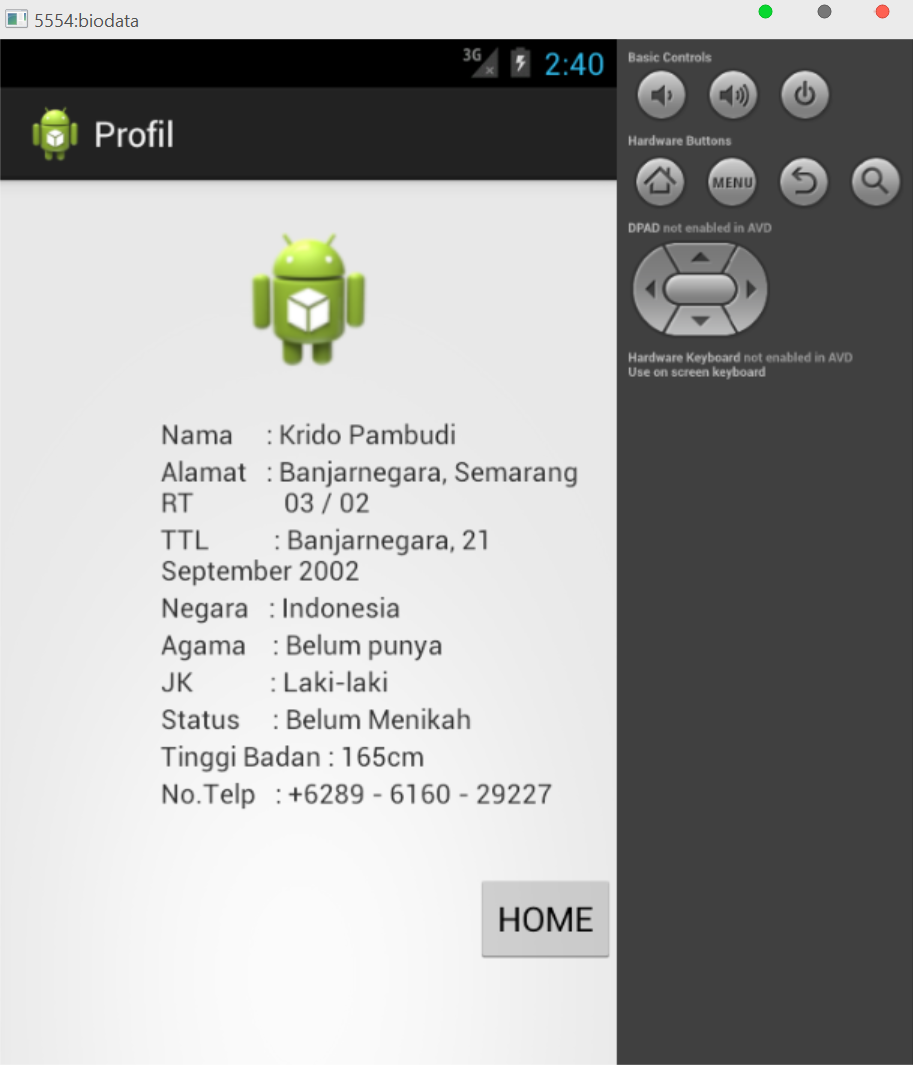 5554:biodata
3G
2:40
Profil
Nama : Krido Pambudi
Alamat : Banjarnegara, Semarang
RT 03 / 02
TTL : Banjarnegara, 21
September 2002
Negara : Indonesia
Agama : Belum punya
JK : Laki-laki
Status : Belum Menikah
Tinggi Badan : 165cm
No.Telp : +6289 - 6160 - 29227
HOME
Basic Controls
Hardware Buttons
MENU
DPAD not enabled in AVD
Hardware Keyboard not enabled in AVD
Use on screen keyboard